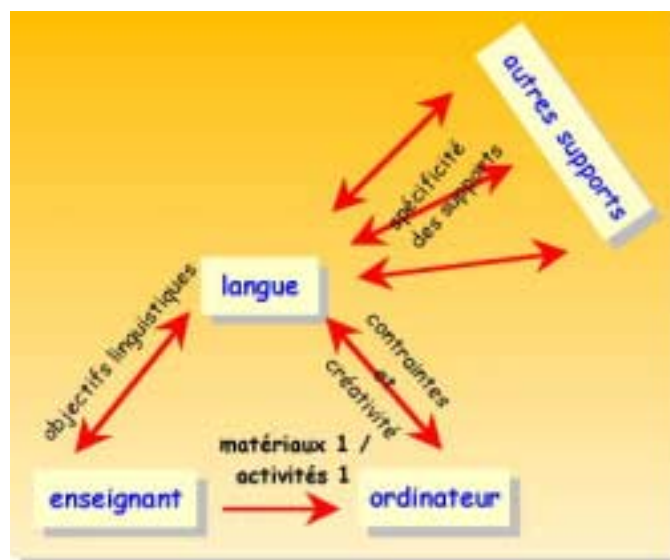 autres supports
spécificité
des supports
langue
objectifs linguistiques
contraintes
et
créativité
matériaux 1 /
activités 1
enseignant
ordinateur